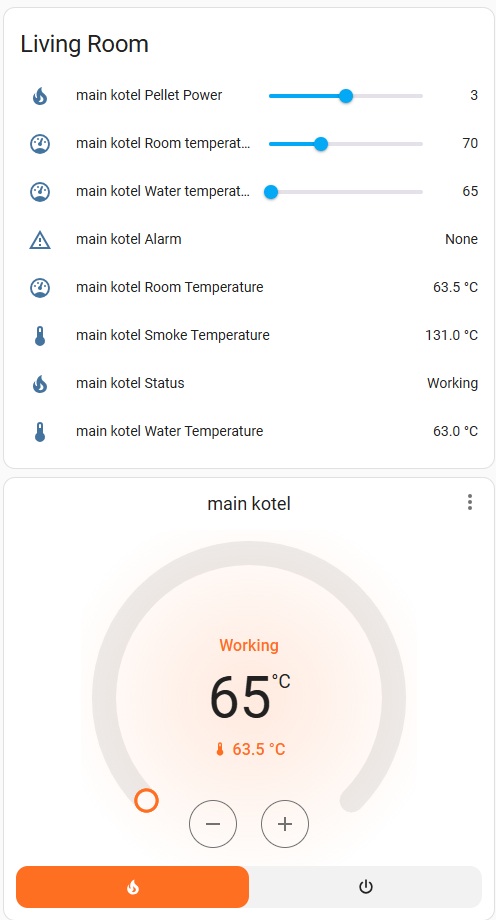 Living Room
main kotel Pellet Power 3
main kotel Room temperat... 70
main kotel Water temperat... 65
main kotel Alarm None
main kotel Room Temperature 63.5 °C
main kotel Smoke Temperature 131.0 °C
main kotel Status Working
main kotel Water Temperature 63.0 °C
main kotel
Working
65 °C
63.5 °C